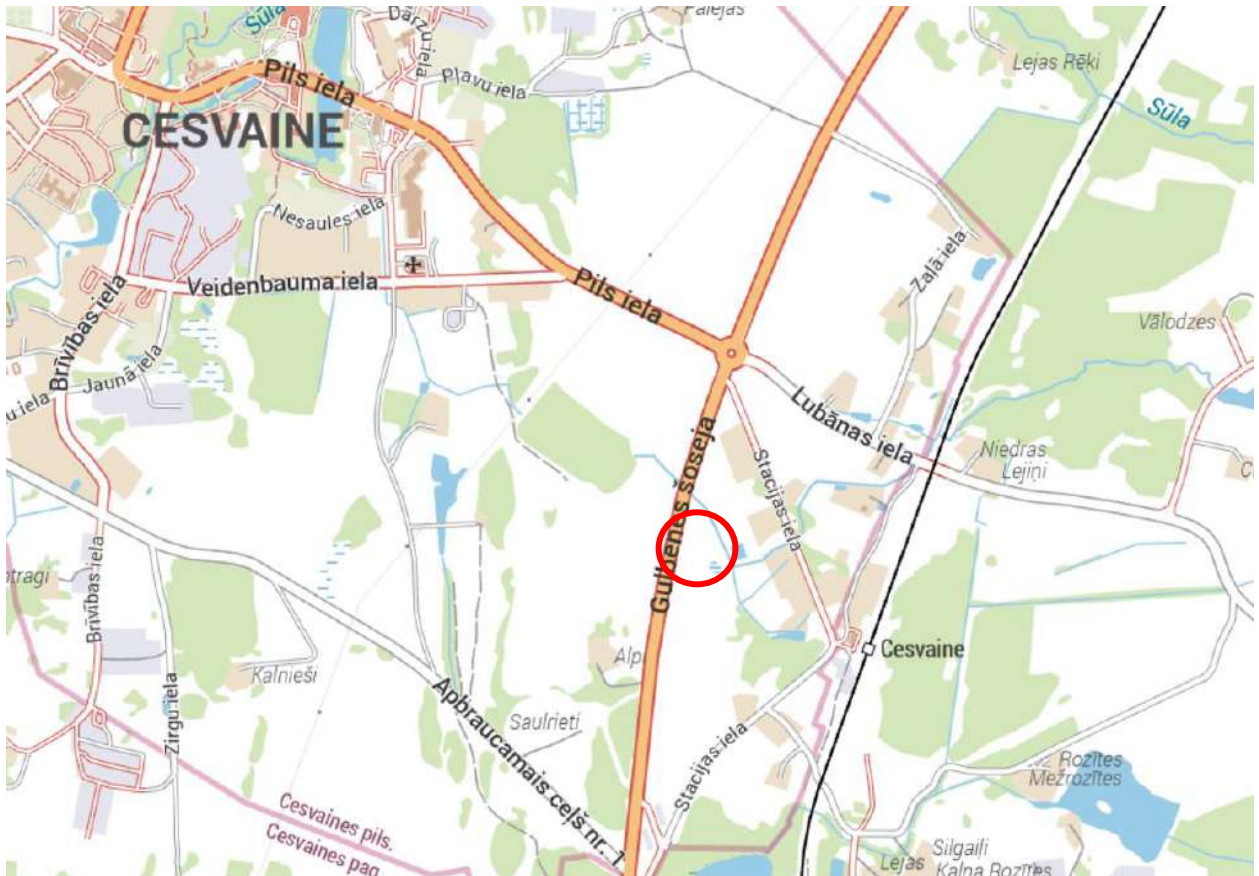 Sūla
Dārzu iela
Palejas
Lejas Rēķi
Pils iela
Pļavu iela
Sūla
CESVAINE
Nesaules iela
Zaļā iela
Veidenbauma iela
Pils iela
Vālodzes
Brīvības iela
Jaunā iela
u iela
Lubānas iela
Gulbenes šoseja
Stacijas iela
Niedras
Lejiņi
Brīvības iela
Kalnieši
Alpi
Cesvaine
Zirgu iela
Apbraucamais ceļš nr. 1
Saulrieti
Stacijas iela
Rozītes
Mežrozītes
Cesvaines pils.
Cesvaines pag.
Silgaiļi
Lejas
Kalna Rozītes